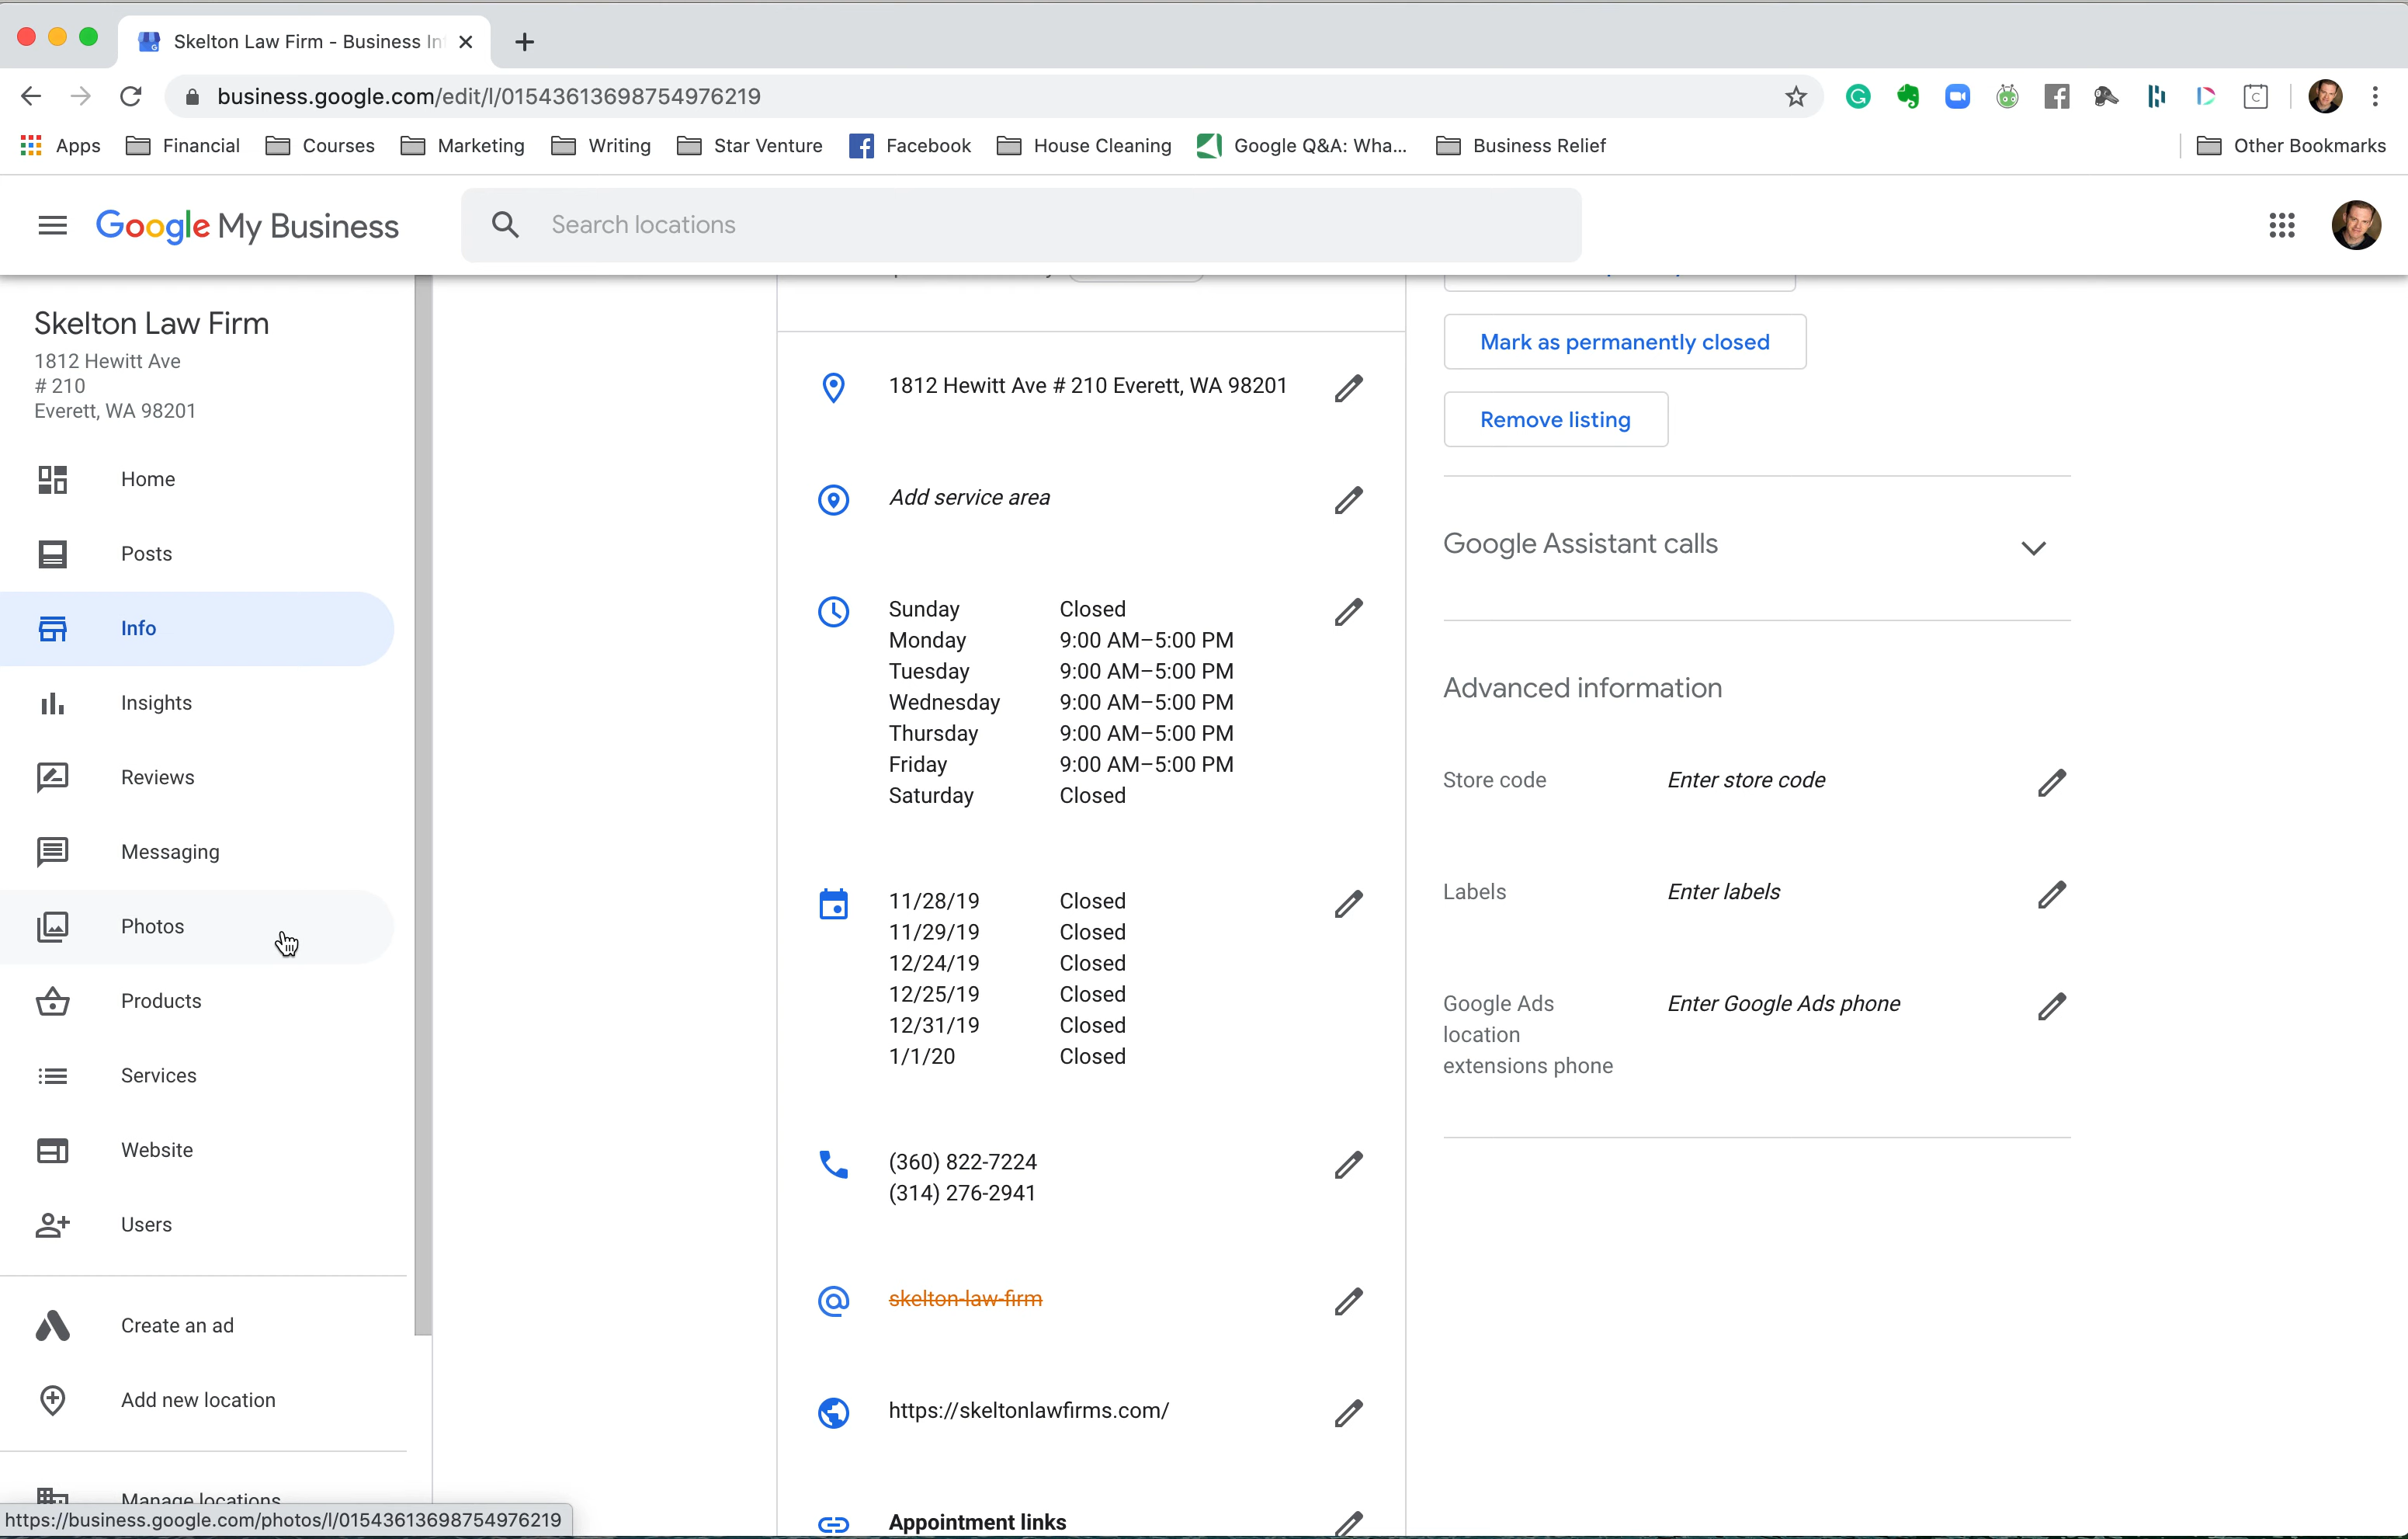 Skelton Law Firm - Business In
business.google.com/edit/l/01543613698754976219
Apps
Financial
Courses
Marketing
Writing
Star Venture
Facebook
House Cleaning
Google Q&A: Wha...
Business Relief
Other Bookmarks
Google My Business
Search locations
Skelton Law Firm
1812 Hewitt Ave
# 210
Everett, WA 98201
Home
Posts
Info
Insights
Reviews
Messaging
Photos
Products
Services
Website
Users
Create an ad
Add new location
Manage locations
https://business.google.com/photos/l/01543613698754976219
1812 Hewitt Ave # 210 Everett, WA 98201
Add service area
Sunday Closed
Monday 9:00 AM–5:00 PM
Tuesday 9:00 AM–5:00 PM
Wednesday 9:00 AM–5:00 PM
Thursday 9:00 AM–5:00 PM
Friday 9:00 AM–5:00 PM
Saturday Closed
11/28/19 Closed
11/29/19 Closed
12/24/19 Closed
12/25/19 Closed
12/31/19 Closed
1/1/20 Closed
(360) 822-7224
(314) 276-2941
skelton-law-firm
https://skeltonlawfirms.com/
Appointment links
Mark as permanently closed
Remove listing
Google Assistant calls
Advanced information
Store code Enter store code
Labels Enter labels
Google Ads Enter Google Ads phone
location
extensions phone